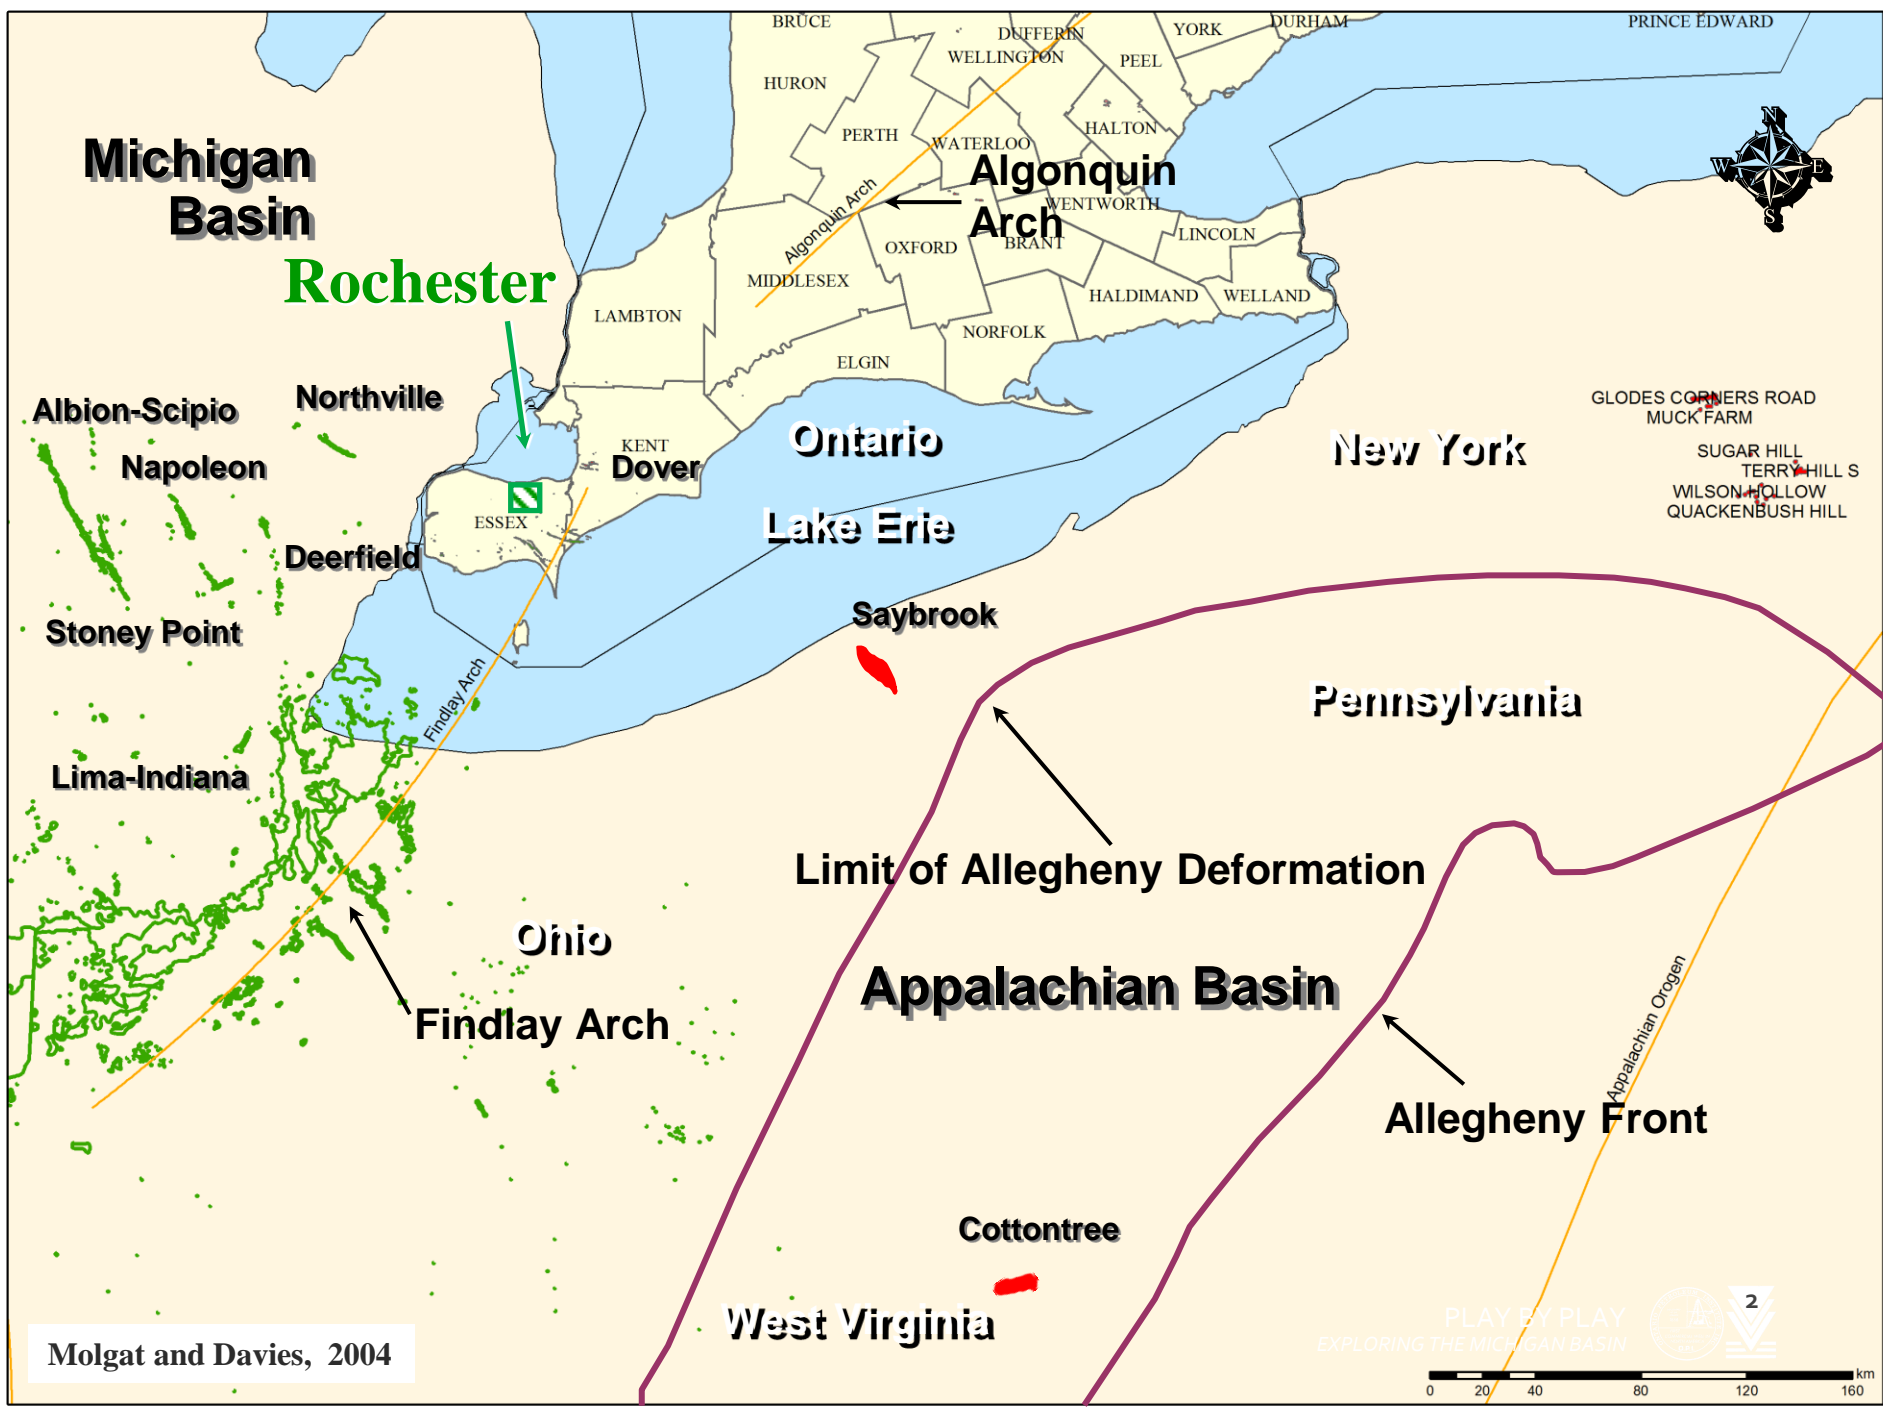 BRUCE
DUFFERIN
YORK
DURHAM
PRINCE EDWARD
WELLINGTON
PEEL
HURON
N
W E
S
HALTON
PERTH
WATERLOO
Michigan
Basin
Algonquin
Arch
Algonquin Arch
WENTWORTH
LINCOLN
OXFORD
BRANT
Rochester
MIDDLESEX
HALDIMAND
WELLAND
LAMBTON
NORFOLK
ELGIN
Northville
Albion-Scipio
GLODES CORNERS ROAD
MUCK FARM
Ontario
New York
KENT
Dover
Napoleon
SUGAR HILL
TERRY HILL S
WILSON HOLLOW
QUACKENBUSH HILL
ESSEX
Lake Erie
Deerfield
Saybrook
Stoney Point
Findlay Arch
Pennsylvania
Lima-Indiana
Limit of Allegheny Deformation
Ohio
Appalachian Basin
Findlay Arch
Appalachian Orogen
Allegheny Front
Cottontree
West Virginia
PLAY BY PLAY
EXPLORING THE MICHIGAN BASIN
2
Molgat and Davies, 2004
km
0 20 40 80 120 160